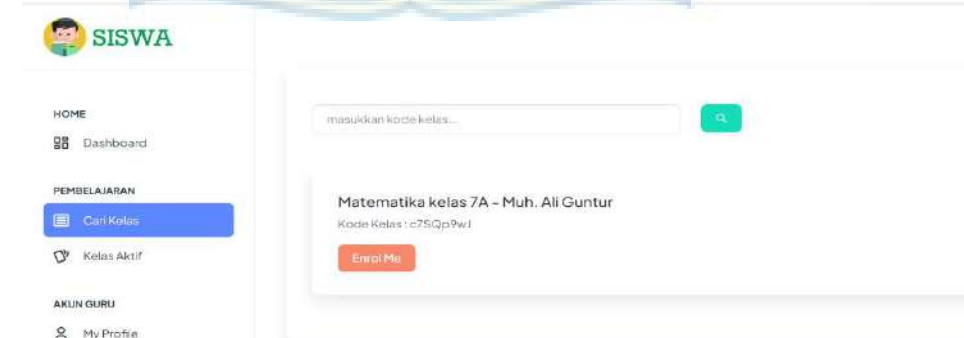 SISWA
HOME
Dashboard
PEMBELAJARAN
Cari Kelas
Kelas Aktif
AKUN GURU
My Profile
masukkan kode kelas...
Matematika kelas 7A - Muh. Ali Guntur
Kode Kelas : c7SQp9wJ
Enrol Me